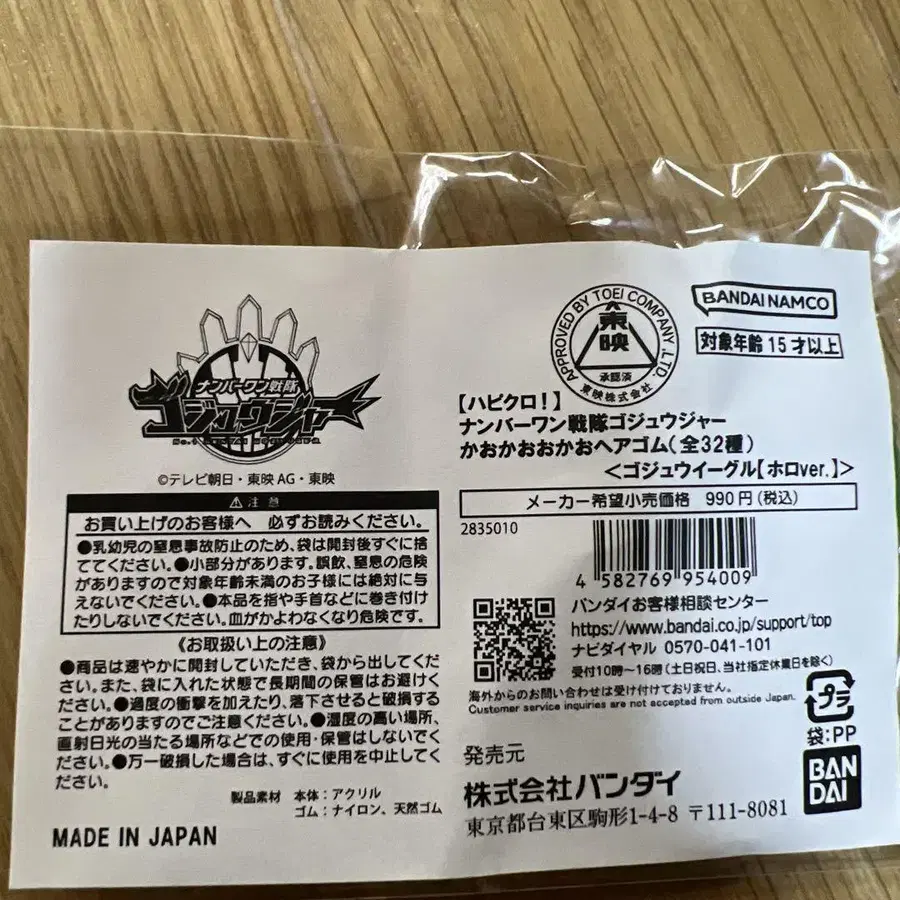 ナンバーワン戦隊
ゴジュウジャー
©テレビ朝日・東映AG・東映
注意
お買い上げのお客様へ 必ずお読みください。
●乳幼児の窒息事故防止のため、袋は開封後すぐに捨
ててください。●小部分があります。誤飲、窒息の危険
がありますので対象年齢未満のお子様には絶対に与
えないでください。●本品を指や手首などに巻き付け
たりしないでください。血がかよわなくなり危険です。
《お取扱い上の注意》
●商品は速やかに開封していただき、袋から出してくだ
さい。また、袋に入れた状態で長期間の保管はお避けく
ださい。●過度の衝撃を加えたり、落下させると破損する
ことがありますのでご注意ください。●湿度の高い場所、
直射日光の当たる場所などでの使用・保管はしないでく
ださい。●万一破損した場合は、すぐに使用を中止してく
ださい。
製品素材 本体:アクリル
ゴム:ナイロン、天然ゴム
MADE IN JAPAN
APPROVED BY TOEI COMPANY, LTD.
東映
承認済
東映株式会社
BANDAI NAMCO
対象年齢15才以上
【ハピクロ!】
ナンバーワン戦隊ゴジュウジャー
かおかおおかおヘアゴム(全32種)
<ゴジュウイーグル【ホロver.】>
メーカー希望小売価格 990円(税込)
2835010
4 582769 954009
バンダイお客様相談センター
https://www.bandai.co.jp/support/top
ナビダイヤル 0570-041-101
受付10時~16時(土日祝日、当社指定休業日を除く)
海外からのお問い合わせは受け付けておりません。
Customer service inquiries are not accepted from outside Japan.
プラ
袋:PP
発売元
株式会社バンダイ
東京都台東区駒形1-4-8 〒111-8081
BAN
DAI